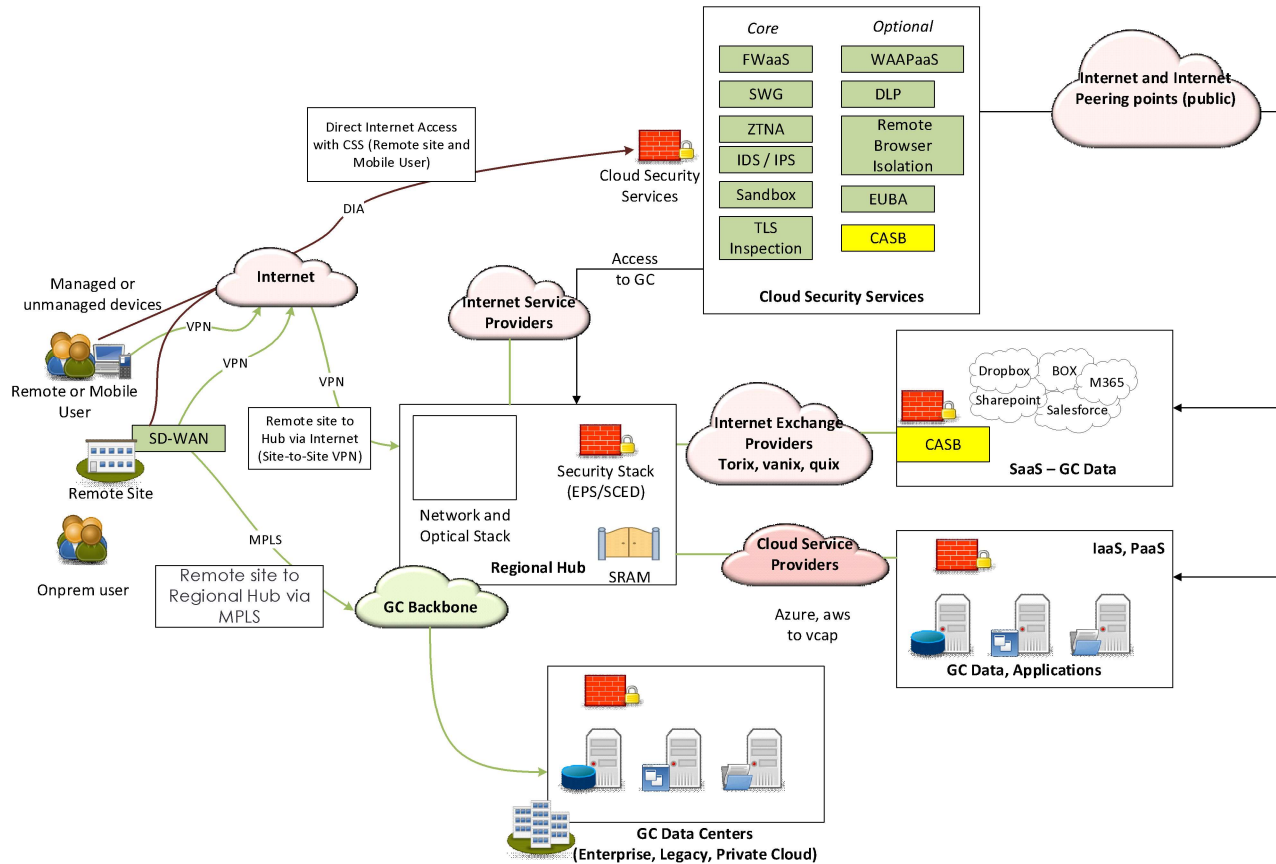 Core
Optional
FWaaS
WAAPaaS
SWG
DLP
ZTNA
Remote
Browser
Isolation
IDS / IPS
Sandbox
EUBA
TLS
Inspection
CASB
Cloud Security Services
Internet and Internet
Peering points (public)
Direct Internet Access
with CSS (Remote site and
Mobile User)
Cloud Security
Services
DIA
Internet
Access
to GC
Managed or
unmanaged devices
VPN
Internet Service
Providers
Remote or Mobile
User
VPN
VPN
SD-WAN
Remote Site
Remote site to
Hub via Internet
(Site-to-Site VPN)
Security Stack
(EPS/SCED)
Network and
Optical Stack
Regional Hub
SRAM
Internet Exchange
Providers
Torix, vanix, quix
Dropbox
BOX
M365
Sharepoint
Salesforce
CASB
SaaS – GC Data
Onprem user
MPLS
Remote site to
Regional Hub via
MPLS
GC Backbone
Cloud Service
Providers
Azure, aws
to vcap
IaaS, PaaS
GC Data, Applications
GC Data Centers
(Enterprise, Legacy, Private Cloud)